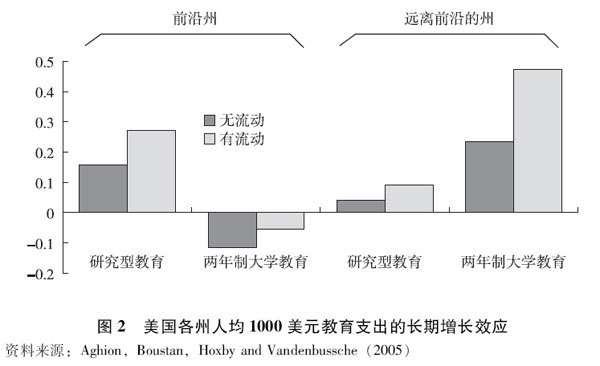 前沿州
远离前沿的州
0.5
0.4
0.3
0.2
0.1
0
-0.1
-0.2
无流动
有流动
研究型教育
两年制大学教育
研究型教育
两年制大学教育
图 2 美国各州人均 1000 美元教育支出的长期增长效应
资料来源：Aghion, Boustan, Hoxby and Vandenbussche (2005)